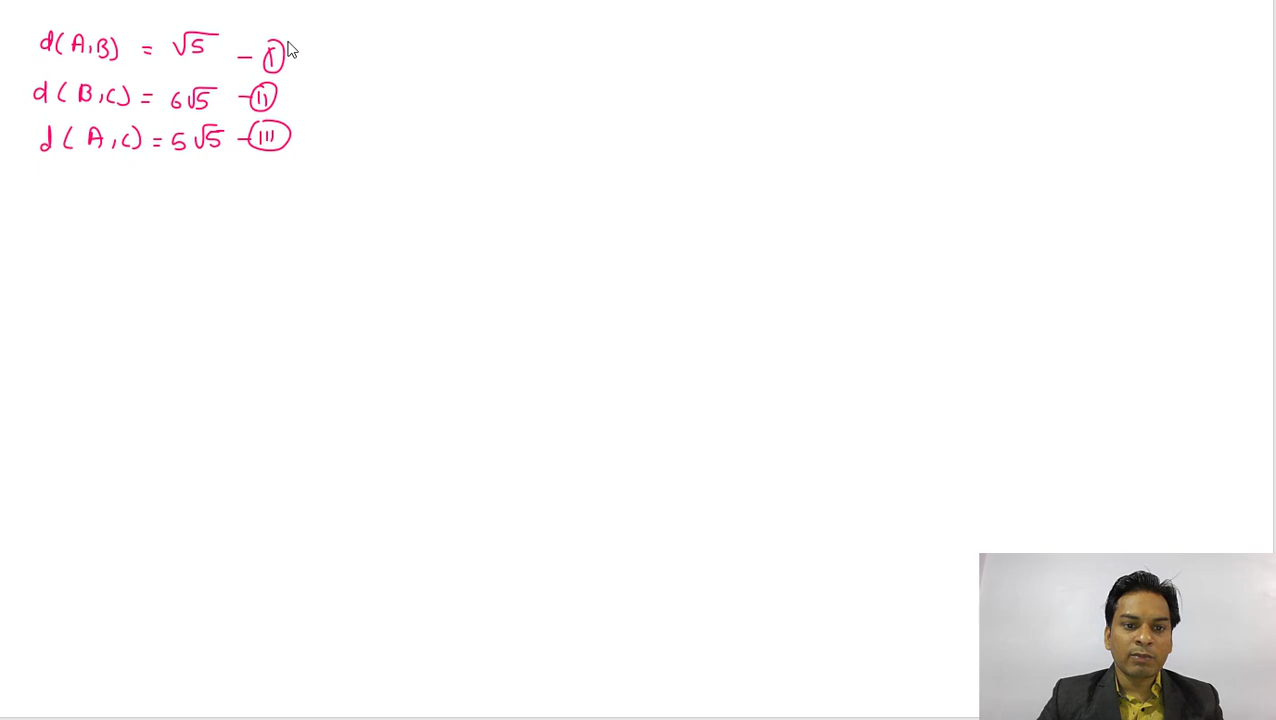 d(A,B) = √5 - (I)
d(B,C) = 6√5 - (II)
d(A,C) = 5√5 - (III)